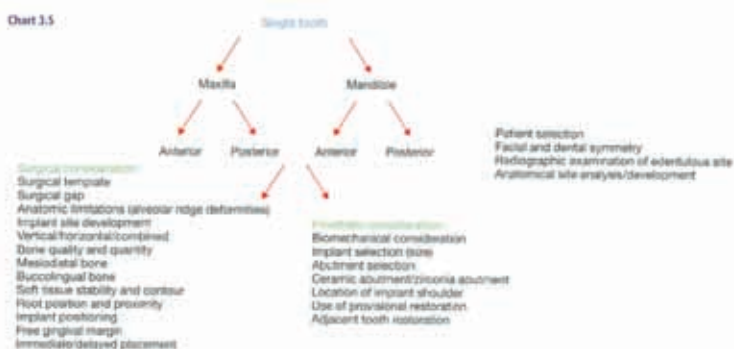 Chart 3.5
Single tooth
Maxilla
Mandible
Anterior
Posterior
Anterior
Posterior
Patient selection
Facial and dental symmetry
Radiographic examination of edentulous site
Anatomical site analysis/development
Surgical consideration
Surgical template
Surgical gap
Anatomic limitations (alveolar ridge deformities)
Implant site development
Vertical/horizontal/combined
Bone quality and quantity
Mesiodistal bone
Buccolingual bone
Soft tissue stability and contour
Root position and proximity
Implant positioning
Free gingival margin
Immediate/delayed placement
consideration
Biomechanical consideration
Implant selection (size)
Abutment selection
Ceramic abutment/zirconia abutment
Location of implant shoulder
Use of provisional restoration
Adjacent tooth restoration